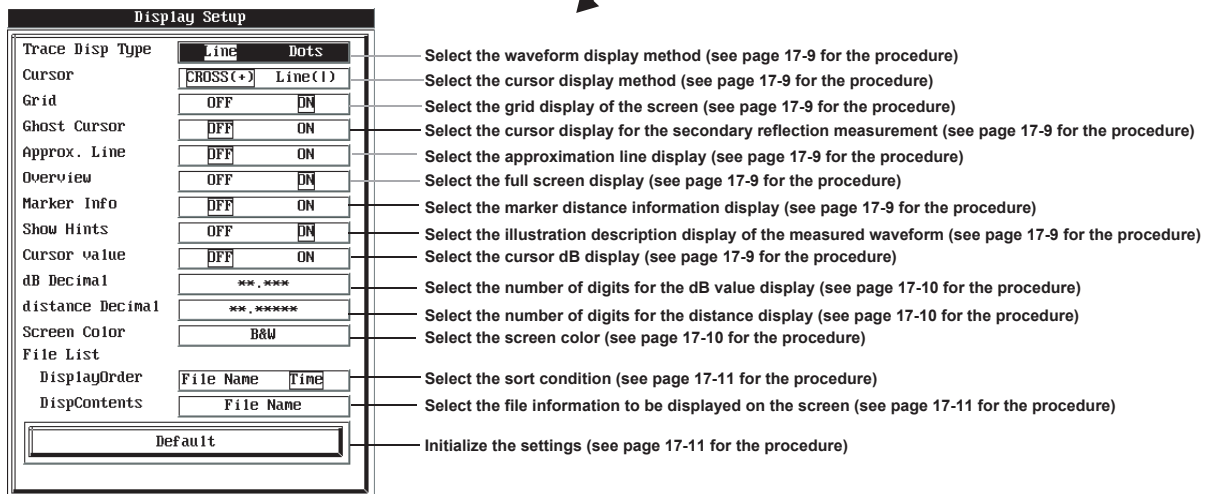 Display Setup
Trace Disp Type Line Dots Select the waveform display method (see page 17-9 for the procedure)
Cursor CROSS(+) Line(|) Select the cursor display method (see page 17-9 for the procedure)
Grid OFF ON Select the grid display of the screen (see page 17-9 for the procedure)
Ghost Cursor OFF ON Select the cursor display for the secondary reflection measurement (see page 17-9 for the procedure)
Approx. Line OFF ON Select the approximation line display (see page 17-9 for the procedure)
Overview OFF ON Select the full screen display (see page 17-9 for the procedure)
Marker Info OFF ON Select the marker distance information display (see page 17-9 for the procedure)
Show Hints OFF ON Select the illustration description display of the measured waveform (see page 17-9 for the procedure)
Cursor value OFF ON Select the cursor dB display (see page 17-9 for the procedure)
dB Decimal **.*** Select the number of digits for the dB value display (see page 17-10 for the procedure)
distance Decimal **.***** Select the number of digits for the distance display (see page 17-10 for the procedure)
Screen Color B&W Select the screen color (see page 17-10 for the procedure)
File List
DisplayOrder File Name Time Select the sort condition (see page 17-11 for the procedure)
DispContents File Name Select the file information to be displayed on the screen (see page 17-11 for the procedure)
Default Initialize the settings (see page 17-11 for the procedure)